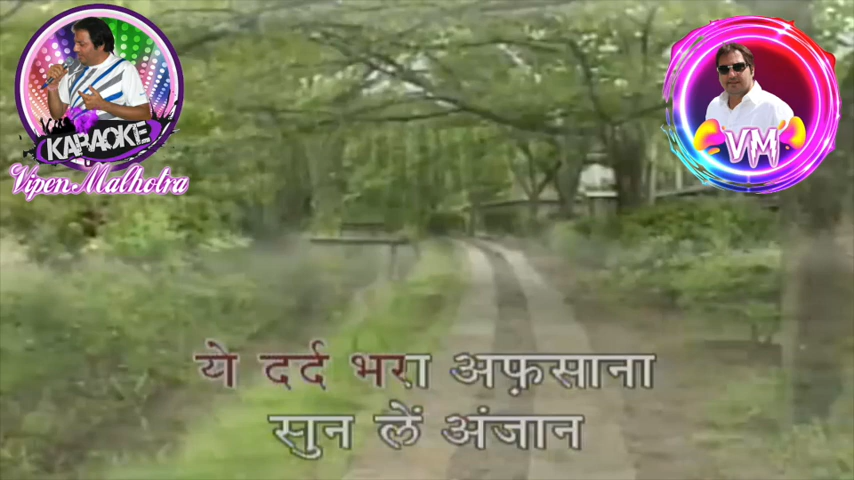 KARAOKE
Vipen Malhotra
VM
ये दर्द भरा अफ़साना
सुन लें अंजान